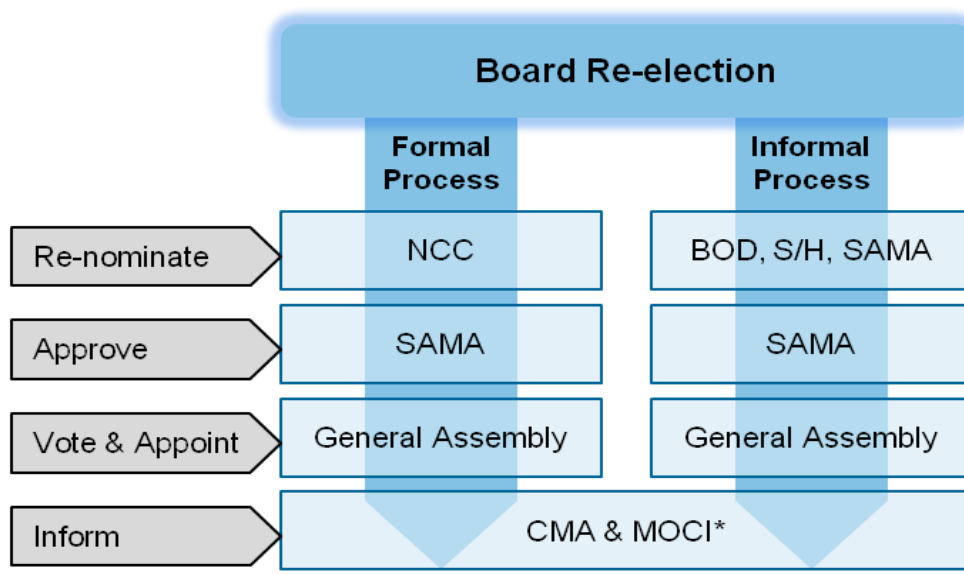 Board Re-election
Formal
Process
Informal
Process
Re-nominate
NCC
BOD, S/H, SAMA
Approve
SAMA
SAMA
Vote & Appoint
General Assembly
General Assembly
Inform
CMA & MOCI*